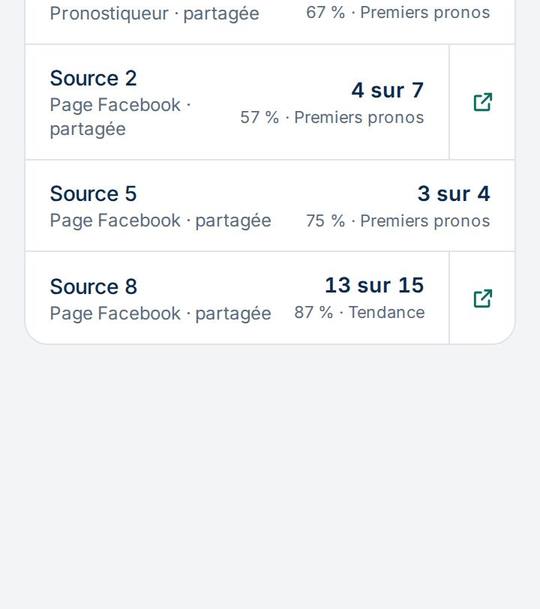 Pronostiqueur · partagée
67 % · Premiers pronos
Source 2
Page Facebook ·
partagée
4 sur 7
57 % · Premiers pronos
Source 5
Page Facebook · partagée
3 sur 4
75 % · Premiers pronos
Source 8
Page Facebook · partagée
13 sur 15
87 % · Tendance